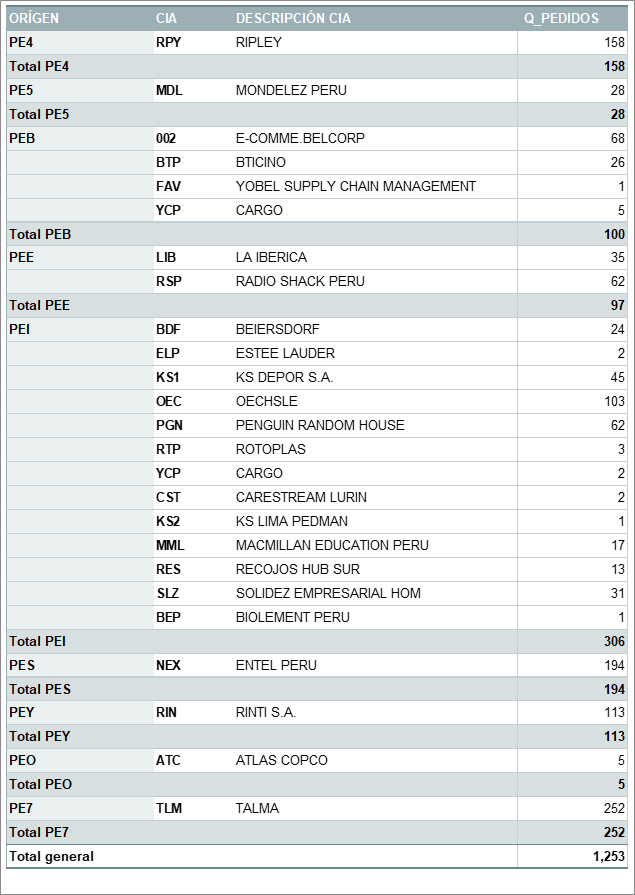 ORÍGEN CIA DESCRIPCIÓN CIA Q_PEDIDOS
PE4 RPY RIPLEY 158
Total PE4 158
PE5 MDL MONDELEZ PERU 28
Total PE5 28
PEB 002 E-COMME.BELCORP 68
BTP BTICINO 26
FAV YOBEL SUPPLY CHAIN MANAGEMENT 1
YCP CARGO 5
Total PEB 100
PEE LIB LA IBERICA 35
RSP RADIO SHACK PERU 62
Total PEE 97
PEI BDF BEIERSDORF 24
ELP ESTEE LAUDER 2
KS1 KS DEPOR S.A. 45
OEC OECHSLE 103
PGN PENGUIN RANDOM HOUSE 62
RTP ROTOPLAS 3
YCP CARGO 2
CST CARESTREAM LURIN 2
KS2 KS LIMA PEDMAN 1
MML MACMILLAN EDUCATION PERU 17
RES RECOJOS HUB SUR 13
SLZ SOLIDEZ EMPRESARIAL HOM 31
BEP BIOLEMENT PERU 1
Total PEI 306
PES NEX ENTEL PERU 194
Total PES 194
PEY RIN RINTI S.A. 113
Total PEY 113
PEO ATC ATLAS COPCO 5
Total PEO 5
PE7 TLM TALMA 252
Total PE7 252
Total general 1,253